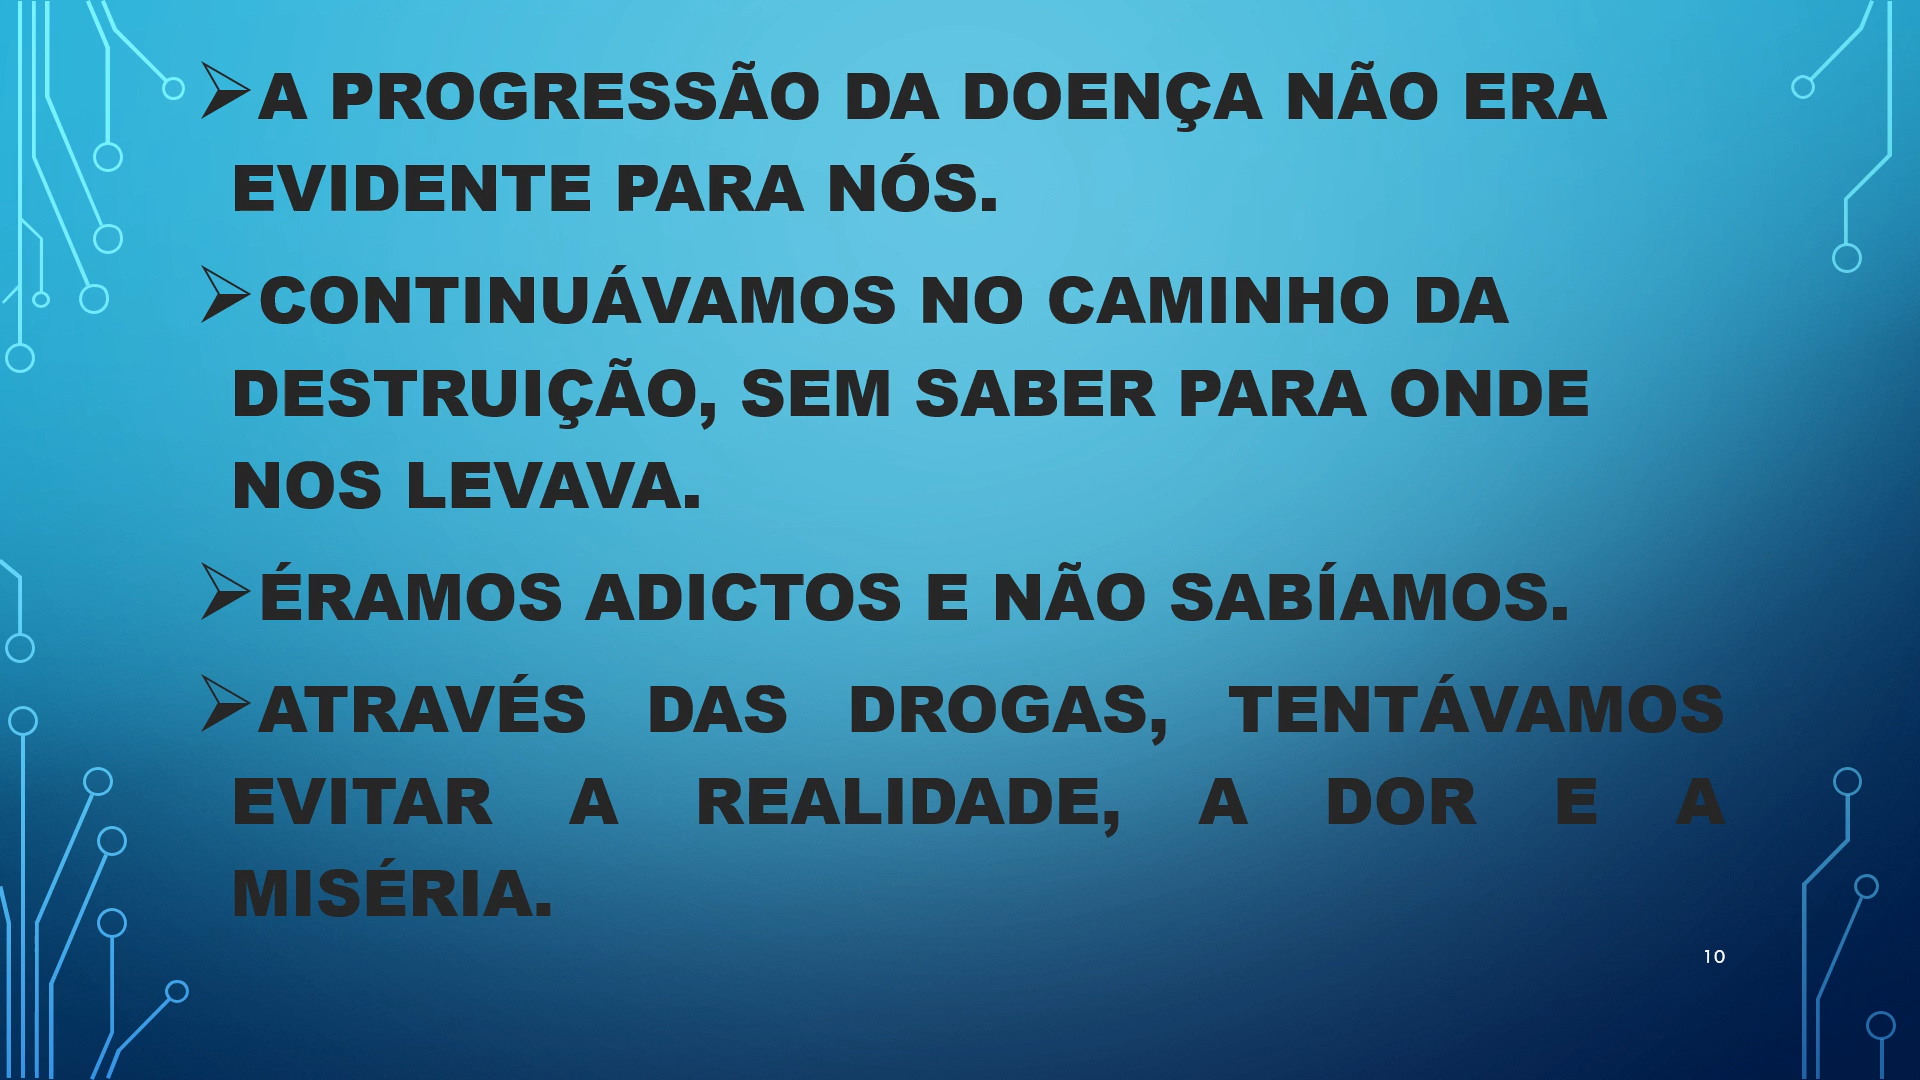 ➢A PROGRESSÃO DA DOENÇA NÃO ERA
EVIDENTE PARA NÓS.
➢CONTINUÁVAMOS NO CAMINHO DA
DESTRUIÇÃO, SEM SABER PARA ONDE
NOS LEVAVA.
➢ÉRAMOS ADICTOS E NÃO SABÍAMOS.
➢ATRAVÉS DAS DROGAS, TENTÁVAMOS
EVITAR A REALIDADE, A DOR E A
MISÉRIA.
10